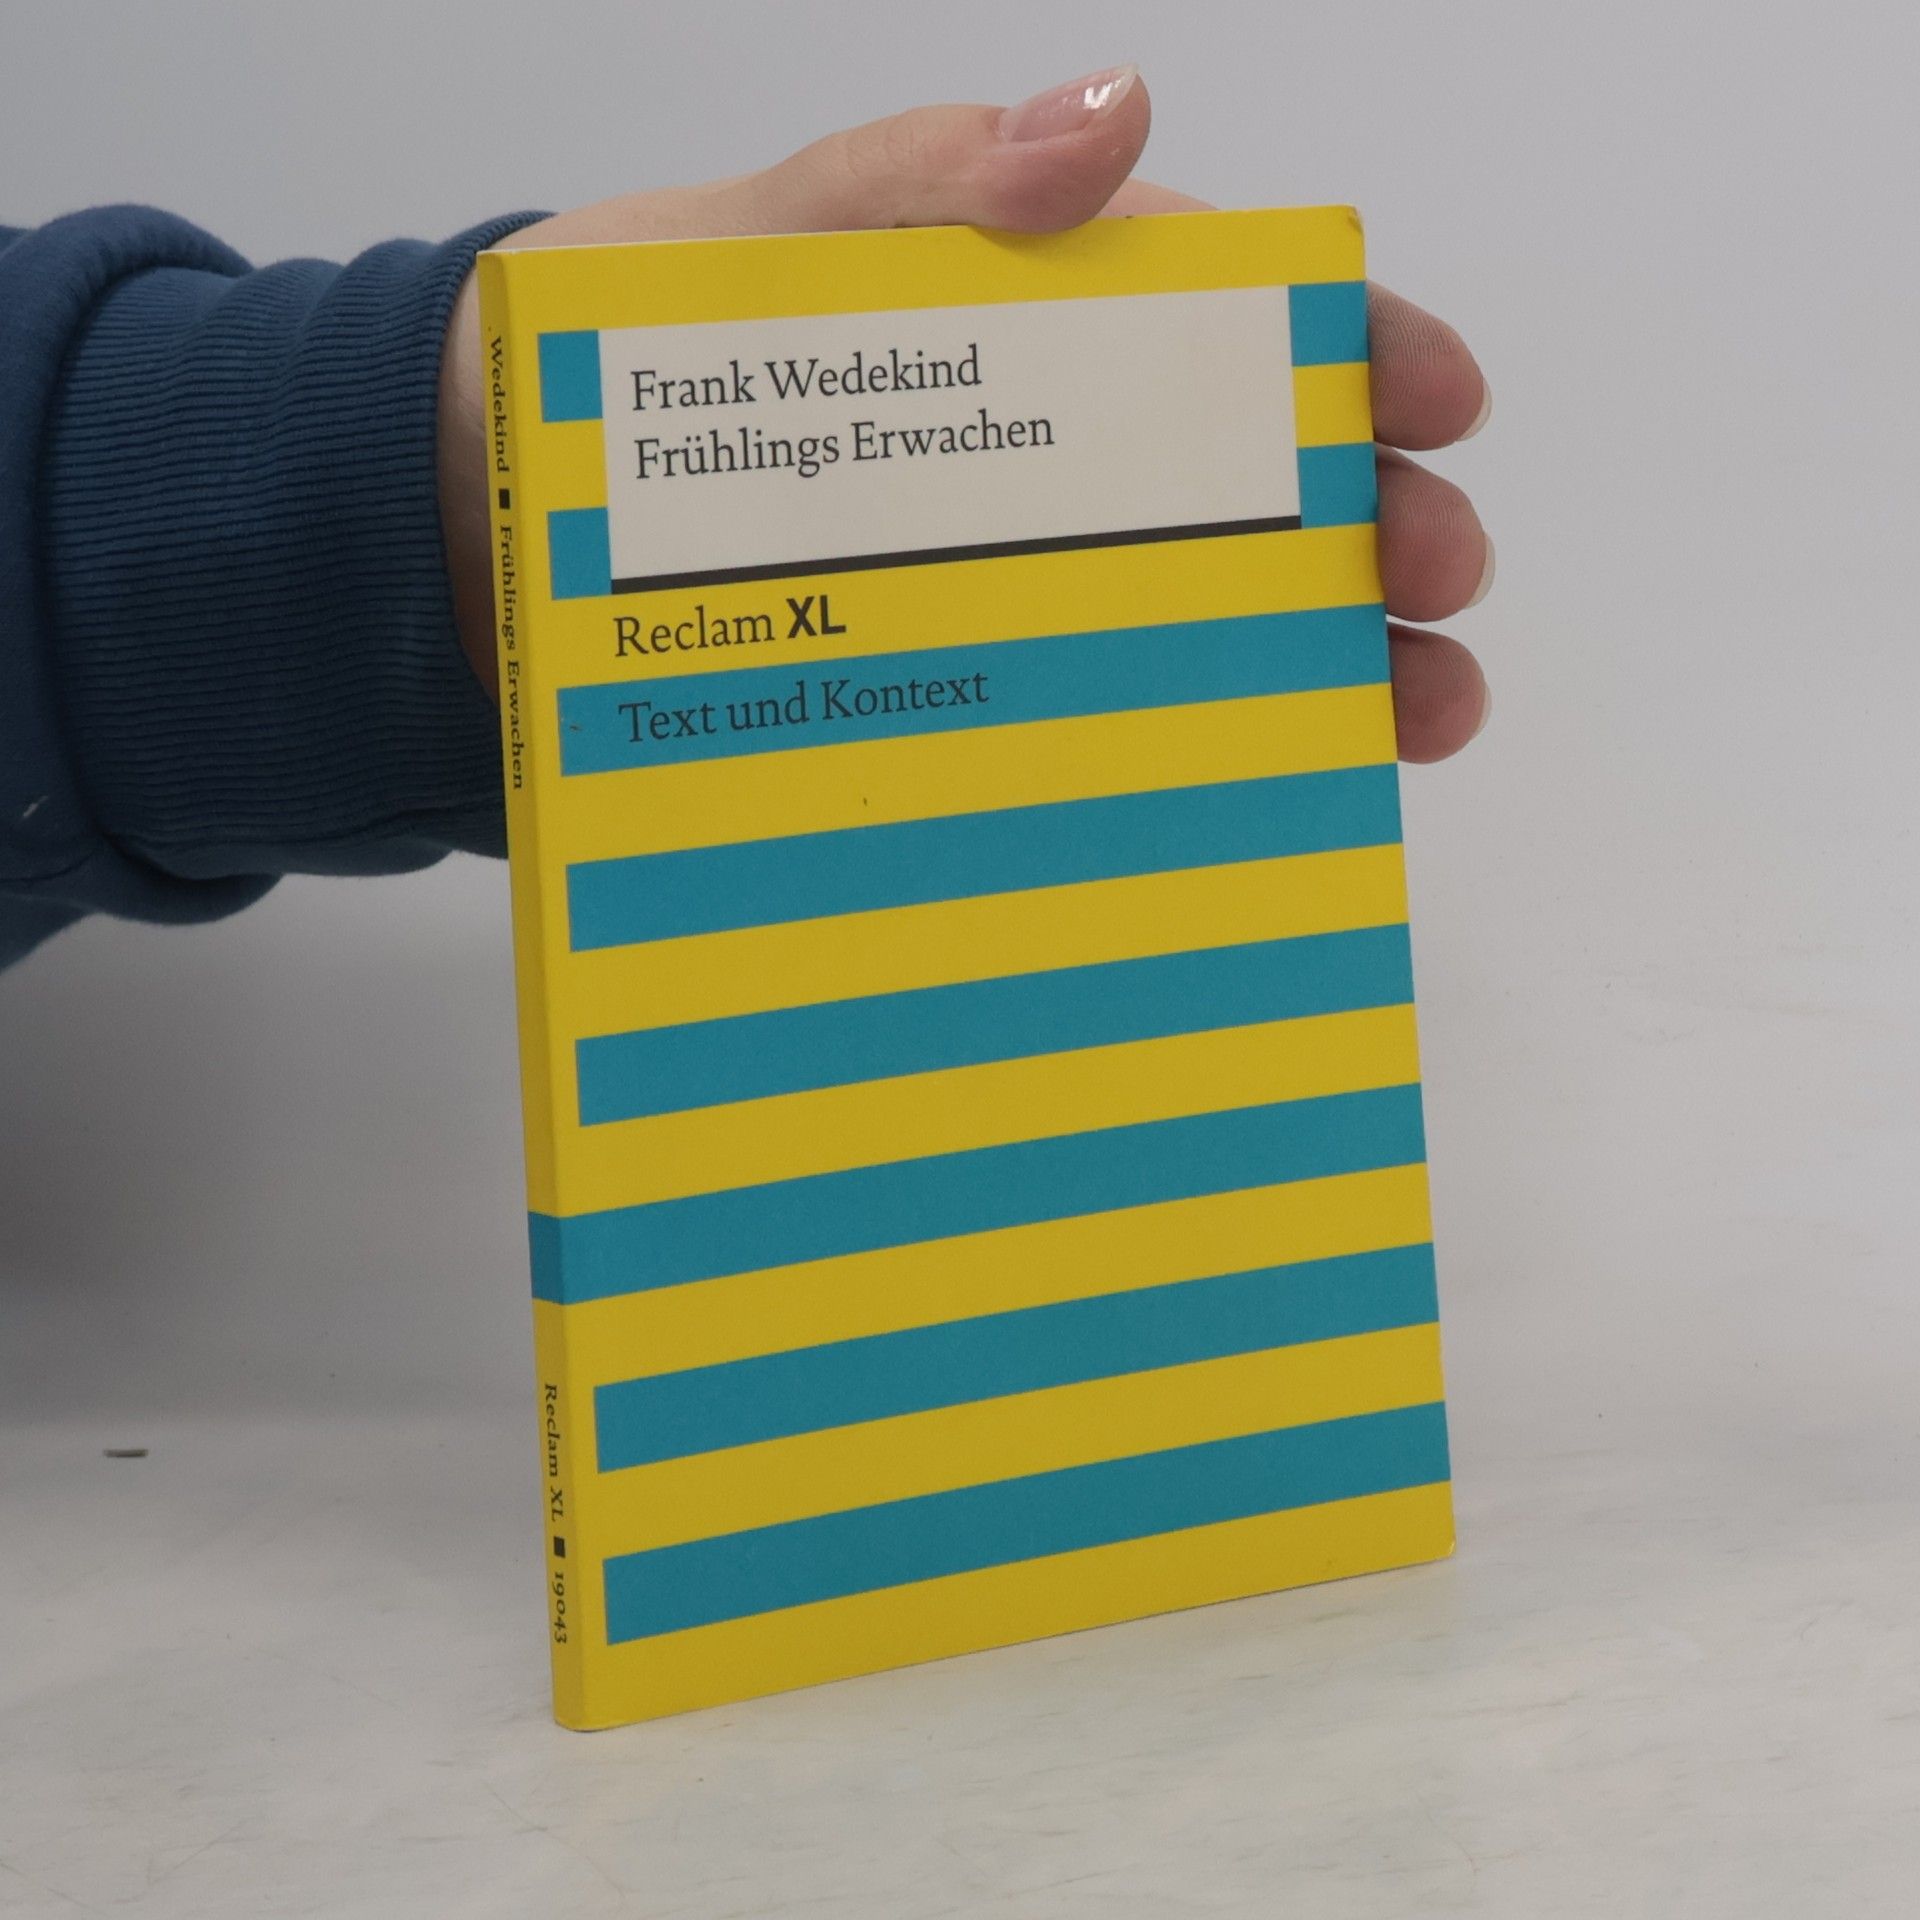 Frank Wedekind
Frühlings Erwachen
Reclam XL
Text und Kontext
Wedekind ■ Frühlings Erwachen
Reclam XL ■ 19043